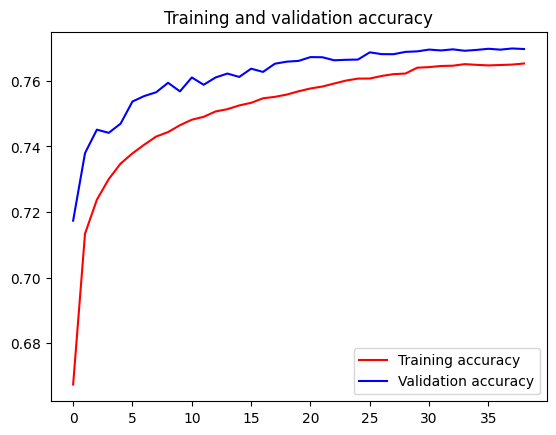 Training and validation accuracy
0.76
0.74
0.72
0.70
0.68
Training accuracy
Validation accuracy
0 5 10 15 20 25 30 35